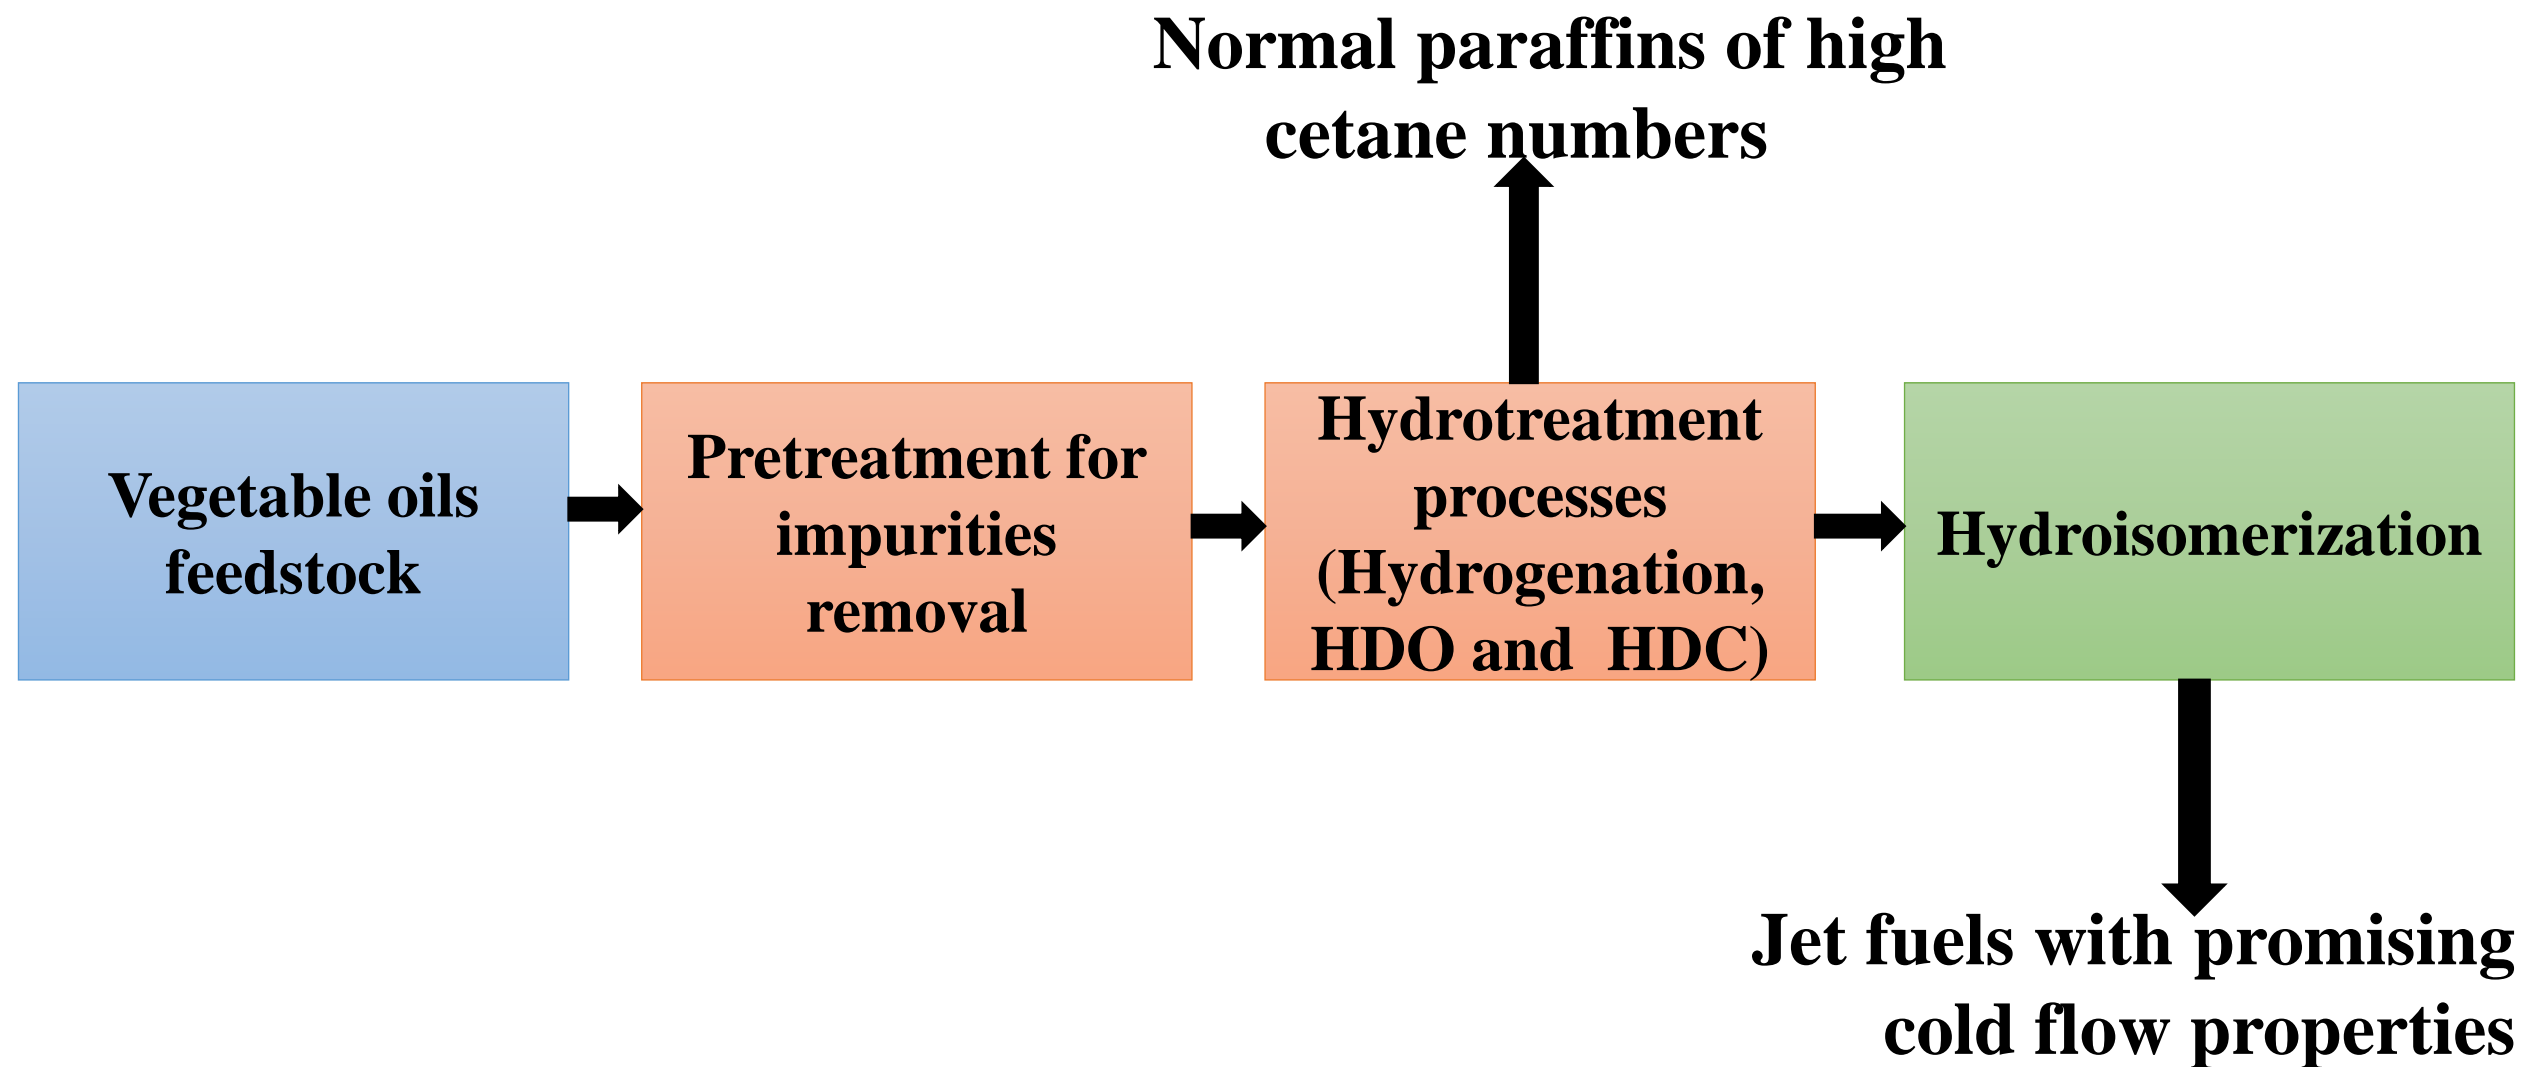 Normal paraffins of high
cetane numbers
Vegetable oils
feedstock
Pretreatment for
impurities
removal
Hydrotreatment
processes
(Hydrogenation,
HDO and HDC)
Hydroisomerization
Jet fuels with promising
cold flow properties